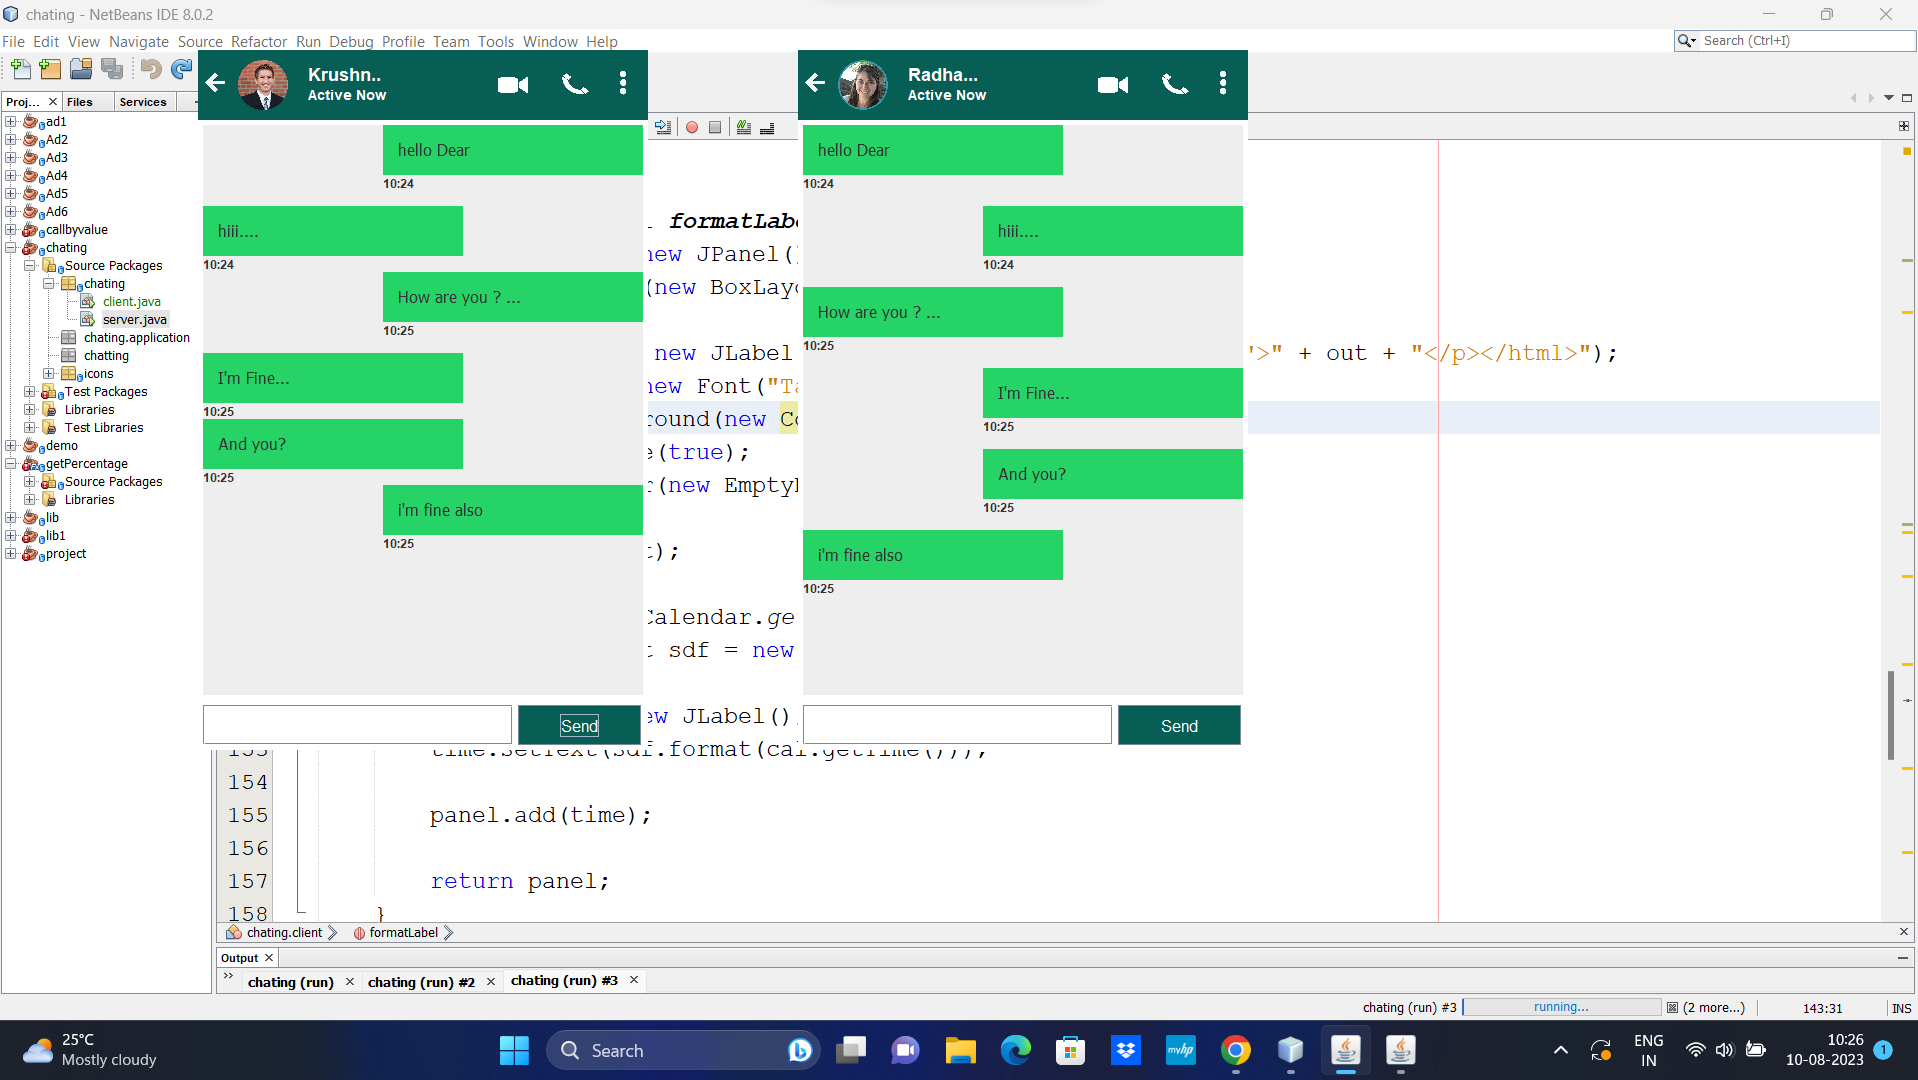 chating - NetBeans IDE 8.0.2
File Edit View Navigate Source Refactor Run Debug Profile Team Tools Window Help
Search (Ctrl+I)
Proj... Files Services
ad1
Ad2
Ad3
Ad4
Ad5
Ad6
callbyvalue
chating
Source Packages
chating
client.java
server.java
chating.application
chatting
icons
Test Packages
Libraries
Test Libraries
demo
getPercentage
Source Packages
Libraries
lib
lib1
project
Krushn..
Active Now
hello Dear
10:24
hiii....
10:24
How are you ? ...
10:25
I'm Fine...
10:25
And you?
10:25
i'm fine also
10:25
Send
Radha...
Active Now
hello Dear
10:24
hiii....
10:24
How are you ? ...
10:25
I'm Fine...
10:25
And you?
10:25
i'm fine also
10:25
Send
formatLab
new JPanel()
(new BoxLay
new JLabel
'>" + out + "</p></html>");
new Font("Ta
round(new Co
e(true);
r(new Empty
t);
Calendar.ge
t sdf = new
ew JLabel()
153 time.setText(sdf.format(cal.getTime()));
154
155 panel.add(time);
156
157 return panel;
158 }
chating.client formatLabel
Output
chating (run) chating (run) #2 chating (run) #3
chating (run) #3 running... (2 more...) 143:31 INS
25°C
Mostly cloudy
Search
myhp
ENG
IN
10:26
10-08-2023
1